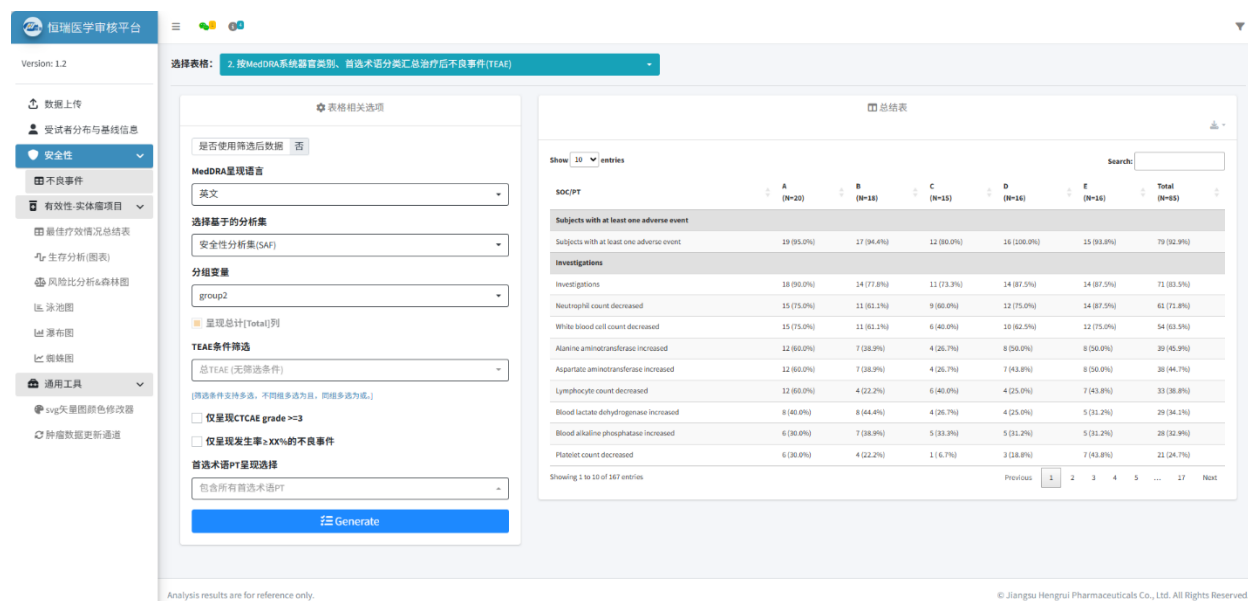 恒瑞医学审核平台
Version: 1.2
选择表格: 2. 按MedDRA系统器官类别、首选术语分类汇总治疗后不良事件(TEAE)
数据上传
受试者分布与基线信息
安全性
不良事件
有效性-实体瘤项目
最佳疗效情况总结表
生存分析(图表)
风险比分析&森林图
泳池图
瀑布图
蜘蛛图
通用工具
svg矢量图颜色修改器
肿瘤数据更新通道
表格相关选项
是否使用筛选后数据 否
MedDRA呈现语言
英文
选择基于的分析集
安全性分析集(SAF)
分组变量
group2
呈现总计[Total]列
TEAE条件筛选
总TEAE (无筛选条件)
[筛选条件支持多选，不同组多选为且，同组多选为或。]
仅呈现CTCAE grade >=3
仅呈现发生率≥XX%的不良事件
首选术语PT呈现选择
包含所有首选术语PT
Generate
总结表
Show 10 entries
Search:
SOC/PT A (N=20) B (N=18) C (N=15) D (N=16) E (N=16) Total (N=85)
Subjects with at least one adverse event
Subjects with at least one adverse event 19 (95.0%) 17 (94.4%) 12 (80.0%) 16 (100.0%) 15 (93.8%) 79 (92.9%)
Investigations
Investigations 18 (90.0%) 14 (77.8%) 11 (73.3%) 14 (87.5%) 14 (87.5%) 71 (83.5%)
Neutrophil count decreased 15 (75.0%) 11 (61.1%) 9 (60.0%) 12 (75.0%) 14 (87.5%) 61 (71.8%)
White blood cell count decreased 15 (75.0%) 11 (61.1%) 6 (40.0%) 10 (62.5%) 12 (75.0%) 54 (63.5%)
Alanine aminotransferase increased 12 (60.0%) 7 (38.9%) 4 (26.7%) 8 (50.0%) 8 (50.0%) 39 (45.9%)
Aspartate aminotransferase increased 12 (60.0%) 7 (38.9%) 4 (26.7%) 7 (43.8%) 8 (50.0%) 38 (44.7%)
Lymphocyte count decreased 12 (60.0%) 4 (22.2%) 6 (40.0%) 4 (25.0%) 7 (43.8%) 33 (38.8%)
Blood lactate dehydrogenase increased 8 (40.0%) 8 (44.4%) 4 (26.7%) 4 (25.0%) 5 (31.2%) 29 (34.1%)
Blood alkaline phosphatase increased 6 (30.0%) 7 (38.9%) 5 (33.3%) 5 (31.2%) 5 (31.2%) 28 (32.9%)
Platelet count decreased 6 (30.0%) 4 (22.2%) 1 ( 6.7%) 3 (18.8%) 7 (43.8%) 21 (24.7%)
Showing 1 to 10 of 167 entries
Previous 1 2 3 4 5 ... 17 Next
Analysis results are for reference only.
© Jiangsu Hengrui Pharmaceuticals Co., Ltd. All Rights Reserved